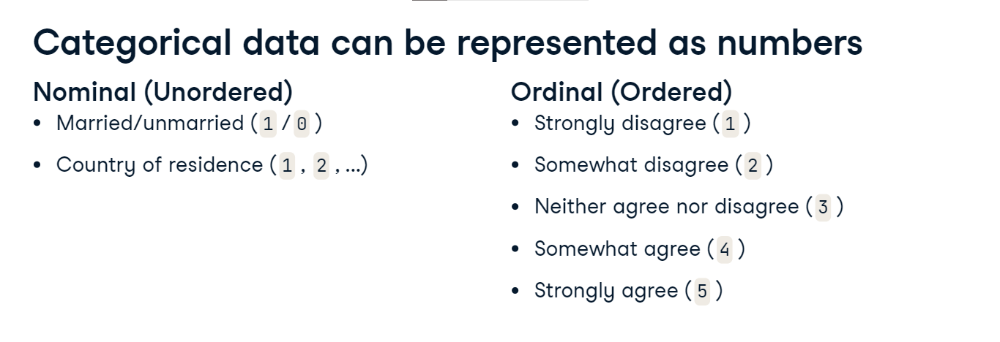 Categorical data can be represented as numbers
Nominal (Unordered)
• Married/unmarried (1 / 0)
• Country of residence (1, 2, ...)
Ordinal (Ordered)
• Strongly disagree (1)
• Somewhat disagree (2)
• Neither agree nor disagree (3)
• Somewhat agree (4)
• Strongly agree (5)